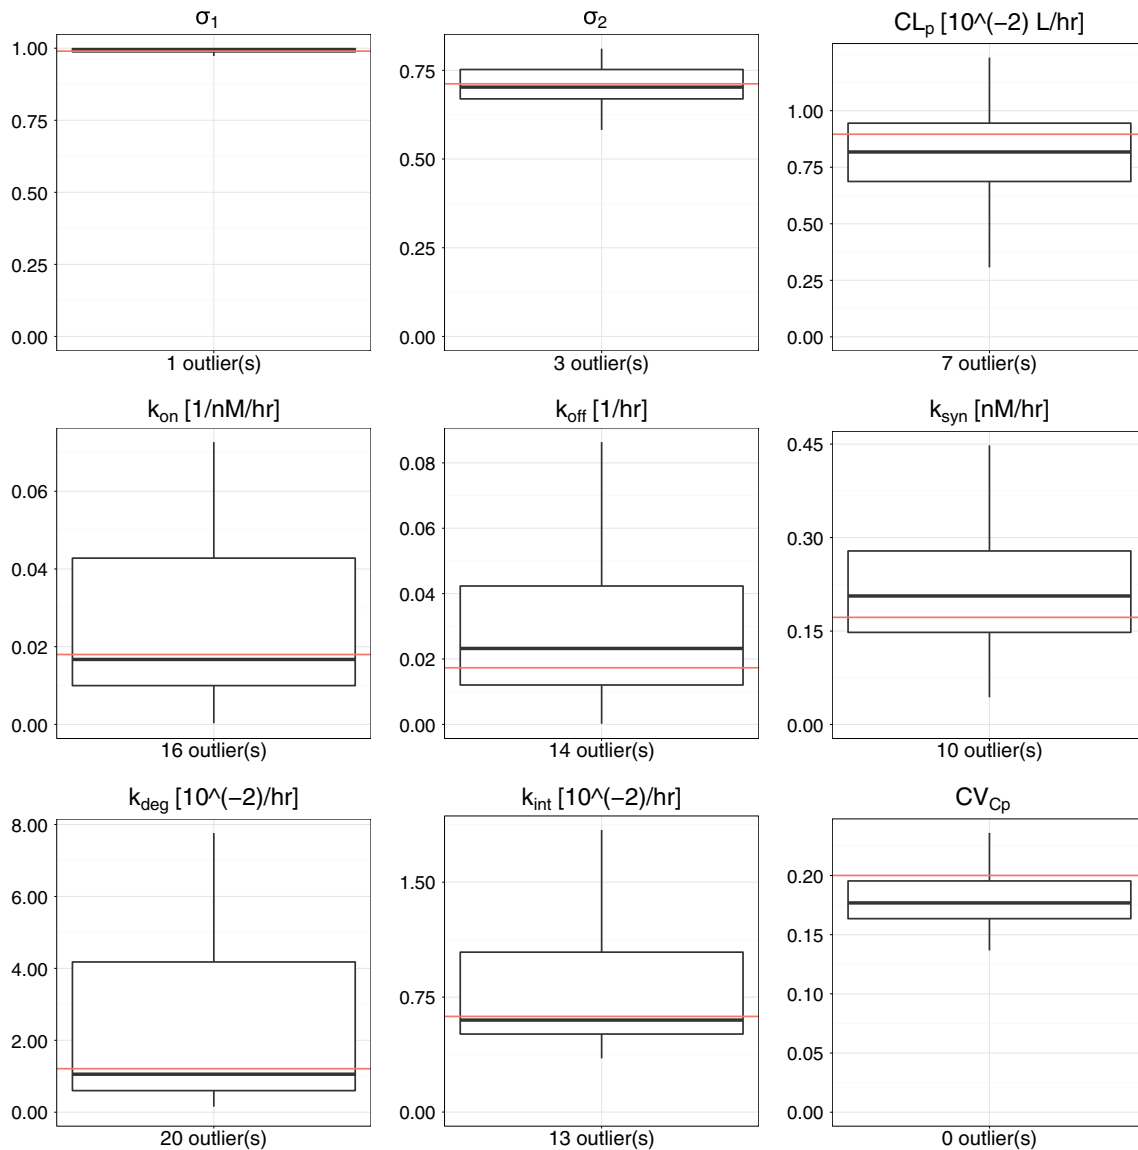 σ1
1.00
0.75
0.50
0.25
0.00
1 outlier(s)
σ2
0.75
0.50
0.25
0.00
3 outlier(s)
CLp [10^(−2) L/hr]
1.00
0.75
0.50
0.25
0.00
7 outlier(s)
kon [1/nM/hr]
0.06
0.04
0.02
0.00
16 outlier(s)
koff [1/hr]
0.08
0.06
0.04
0.02
0.00
14 outlier(s)
ksyn [nM/hr]
0.45
0.30
0.15
0.00
10 outlier(s)
kdeg [10^(−2)/hr]
8.00
6.00
4.00
2.00
0.00
20 outlier(s)
kint [10^(−2)/hr]
1.50
0.75
0.00
13 outlier(s)
CVCp
0.20
0.15
0.10
0.05
0.00
0 outlier(s)